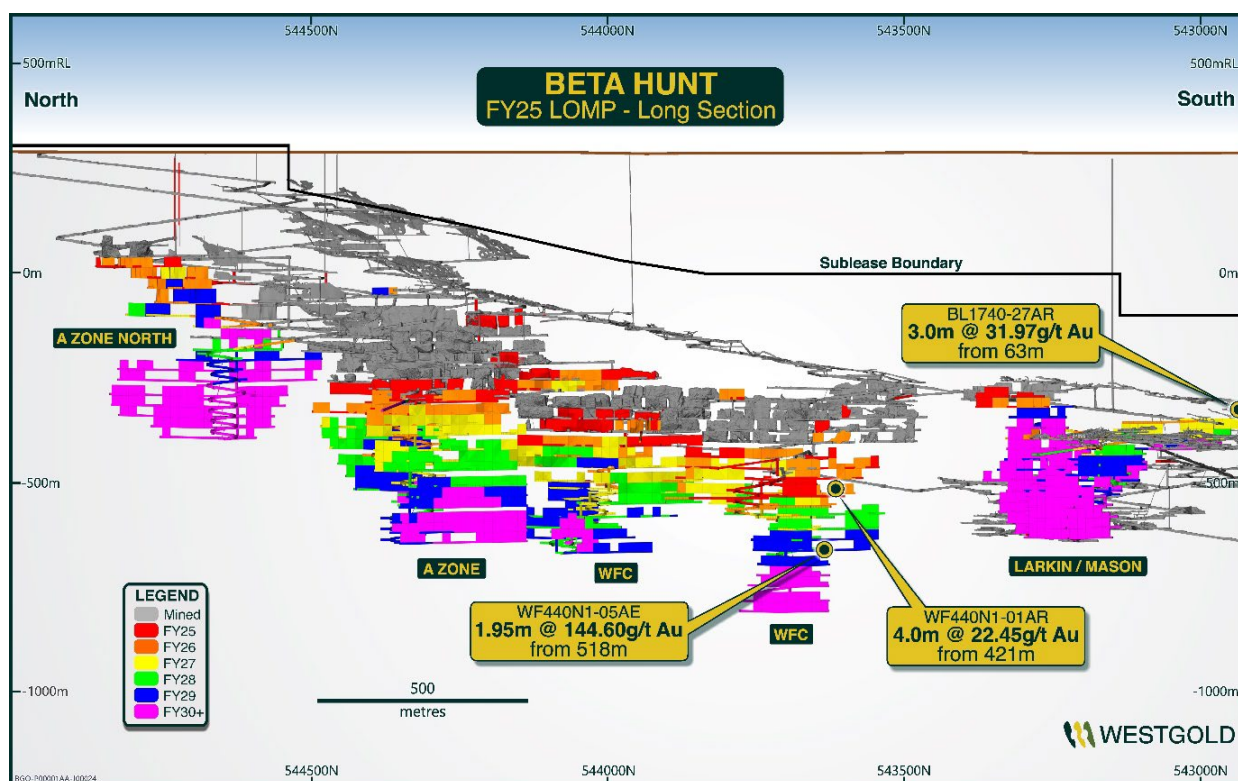 544500N
544000N
543500N
543000N
500mRL
500mRL
North
BETA HUNT
FY25 LOMP - Long Section
South
Sublease Boundary
0m
0m
BL1740-27AR
3.0m @ 31.97g/t Au
from 63m
A ZONE NORTH
-500m
-500m
A ZONE
WFC
LARKIN / MASON
WF440N1-05AE
1.95m @ 144.60g/t Au
from 518m
WFC
WF440N1-01AR
4.0m @ 22.45g/t Au
from 421m
LEGEND
Mined
FY25
FY26
FY27
FY28
FY29
FY30+
500
metres
-1000m
-1000m
WESTGOLD
544500N
544000N
543500N
543000N